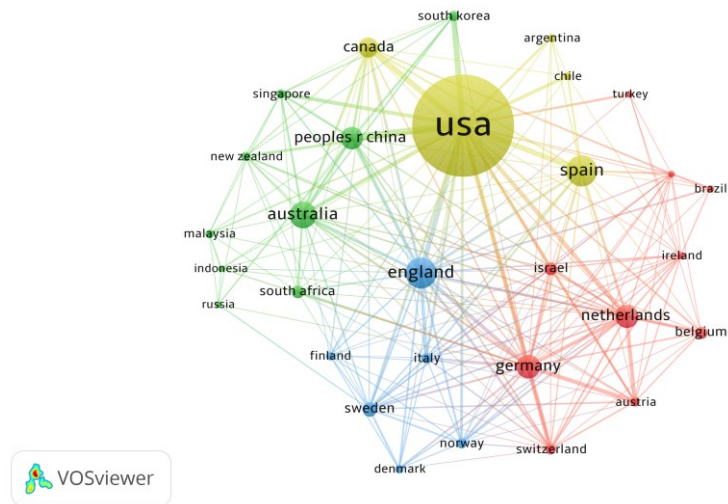 south korea
argentina
canada
chile
singapore
turkey
usa
peoples r china
new zealand
spain
brazil
australia
malaysia
ireland
indonesia
england
israel
south africa
russia
netherlands
belgium
finland
italy
germany
austria
sweden
norway
switzerland
denmark
VOSviewer